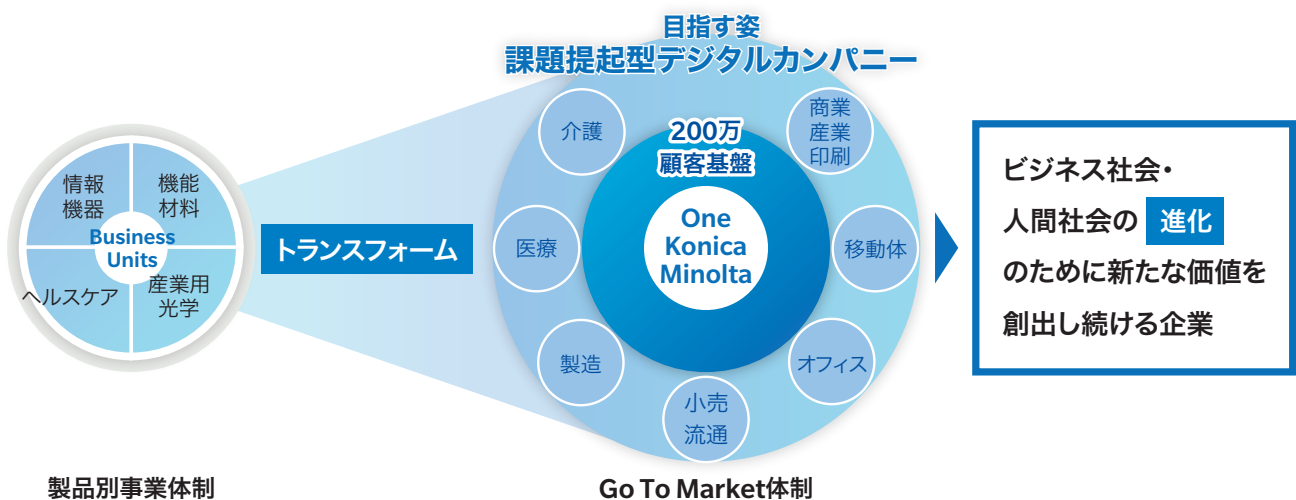 目指す姿
課題提起型デジタルカンパニー
情報
機器
機能
材料
Business
Units
ヘルスケア
産業用
光学
製品別事業体制
トランスフォーム
200万
顧客基盤
One
Konica
Minolta
介護
商業
産業
印刷
医療
移動体
製造
オフィス
小売
流通
Go To Market体制
ビジネス社会・
人間社会の 進化
のために新たな価値を
創出し続ける企業